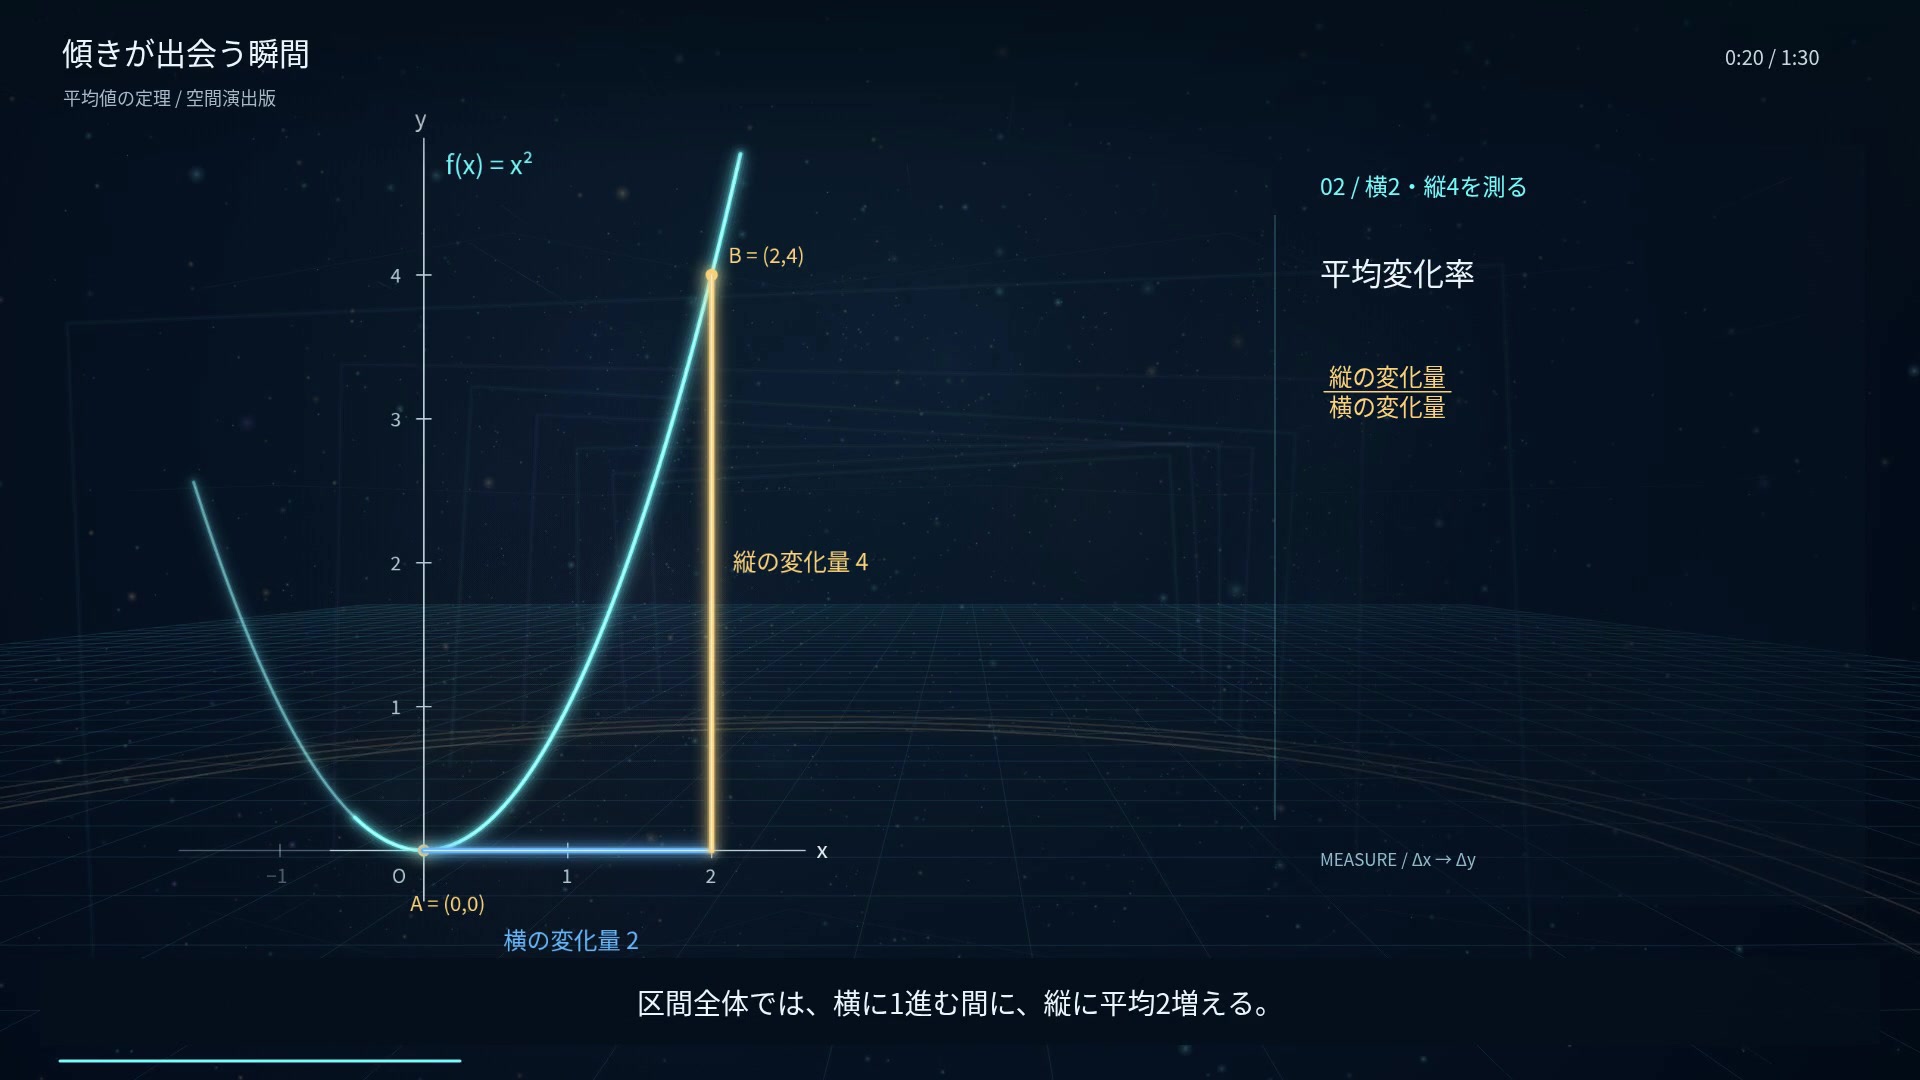 傾きが出会う瞬間
平均値の定理 / 空間演出版
0:20 / 1:30
y
f(x) = x²
B = (2,4)
4
3
2
1
縦の変化量 4
−1
O
1
2
x
A = (0,0)
横の変化量 2
02 / 横2・縦4を測る
平均変化率
縦の変化量
横の変化量
MEASURE / Δx → Δy
区間全体では、横に1進む間に、縦に平均2増える。